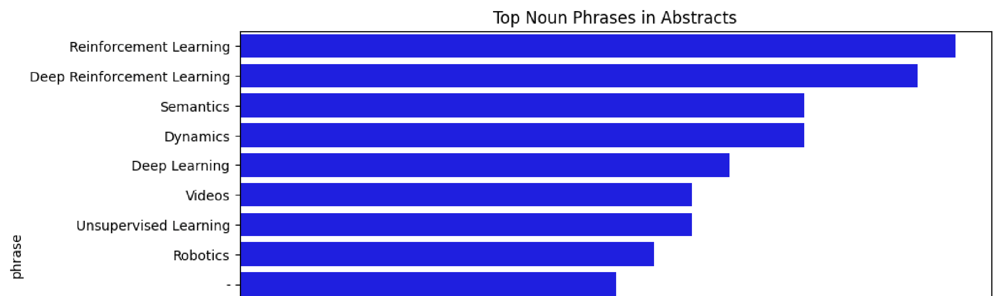 Top Noun Phrases in Abstracts
Reinforcement Learning
Deep Reinforcement Learning
Semantics
Dynamics
Deep Learning
Videos
Unsupervised Learning
Robotics
-
phrase